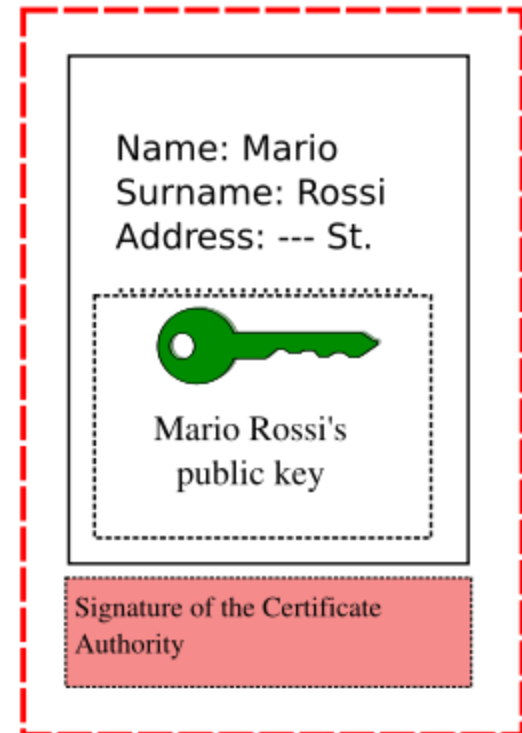 Name: Mario
Surname: Rossi
Address: --- St.
Mario Rossi's
public key
Signature of the Certificate
Authority